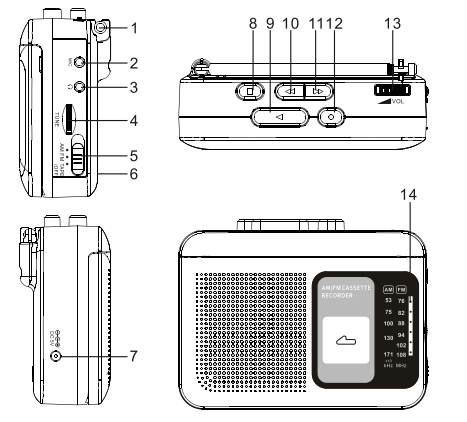 1
2
3
4
5
6
MIC
TUNE
AM/FM TAPE
(OFF)
8 9 10 11 12 13
VOL
7
DC 5V
14
AM/FM CASSETTE
RECORDER
AM FM
53 76
75 82
100 88
130 94
102
171 108
x10
kHz MHz